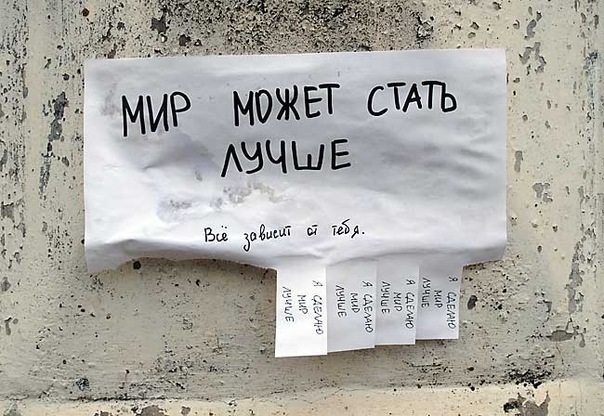 МИР МОЖЕТ СТАТЬ
ЛУЧШЕ
Всё зависит от тебя.
Я СДЕЛАЮ
МИР
ЛУЧШЕ
Я СДЕЛАЮ
МИР
ЛУЧШЕ
Я СДЕЛАЮ
МИР
ЛУЧШЕ
Я СДЕЛАЮ
МИР
ЛУЧШЕ